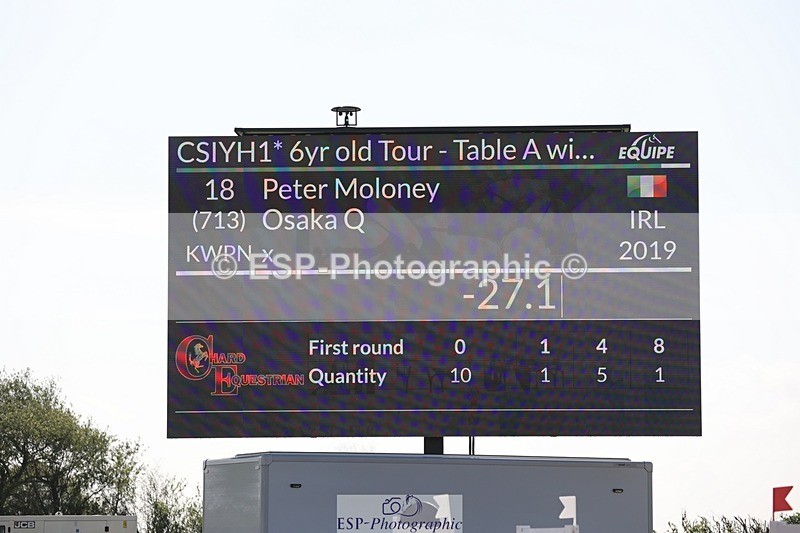 CSIYH1* 6yr old Tour - Table A wi... EQUIPE
18 Peter Moloney
(713) Osaka Q IRL
KWPN x 2019
© ESP-Photographic ©
-27.1
First round 0 1 4 8
Quantity 10 1 5 1
CHARD
EQUESTRIAN
JCB
ESP-Photographic